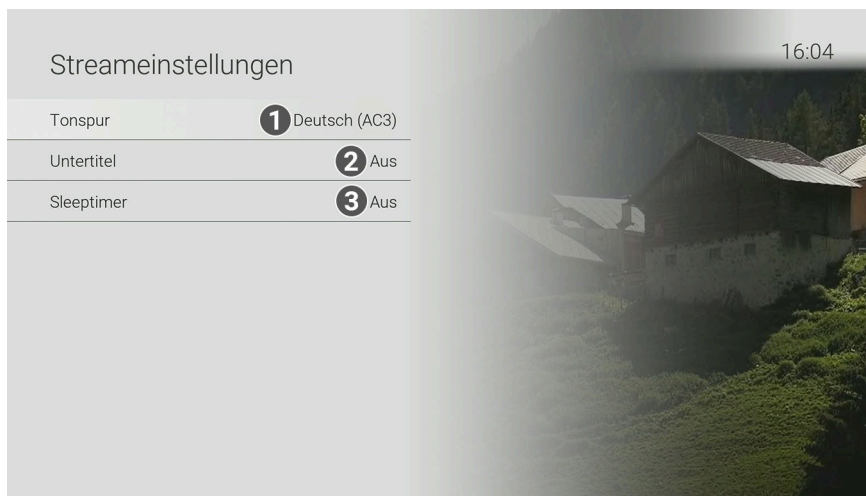 16:04
Streameinstellungen
Tonspur 1 Deutsch (AC3)
Untertitel 2 Aus
Sleeptimer 3 Aus